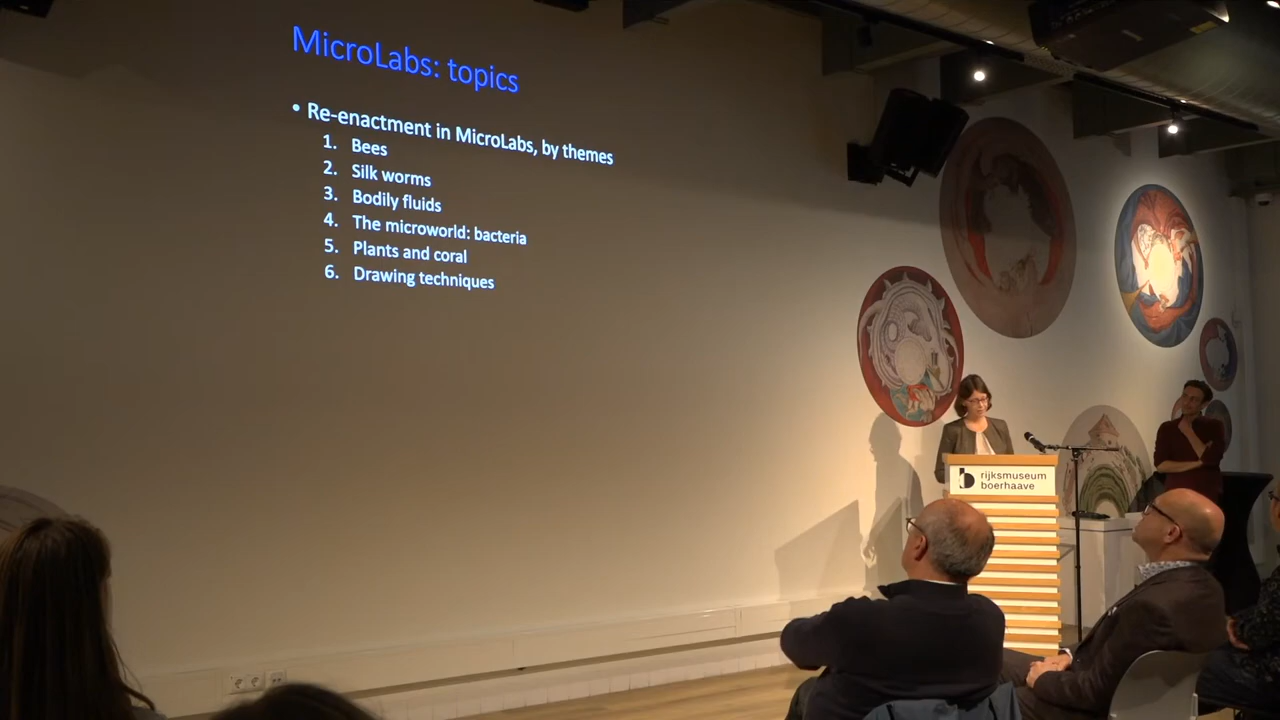 MicroLabs: topics
• Re-enactment in MicroLabs, by themes
1. Bees
2. Silk worms
3. Bodily fluids
4. The microworld: bacteria
5. Plants and coral
6. Drawing techniques
rijksmuseum
boerhaave